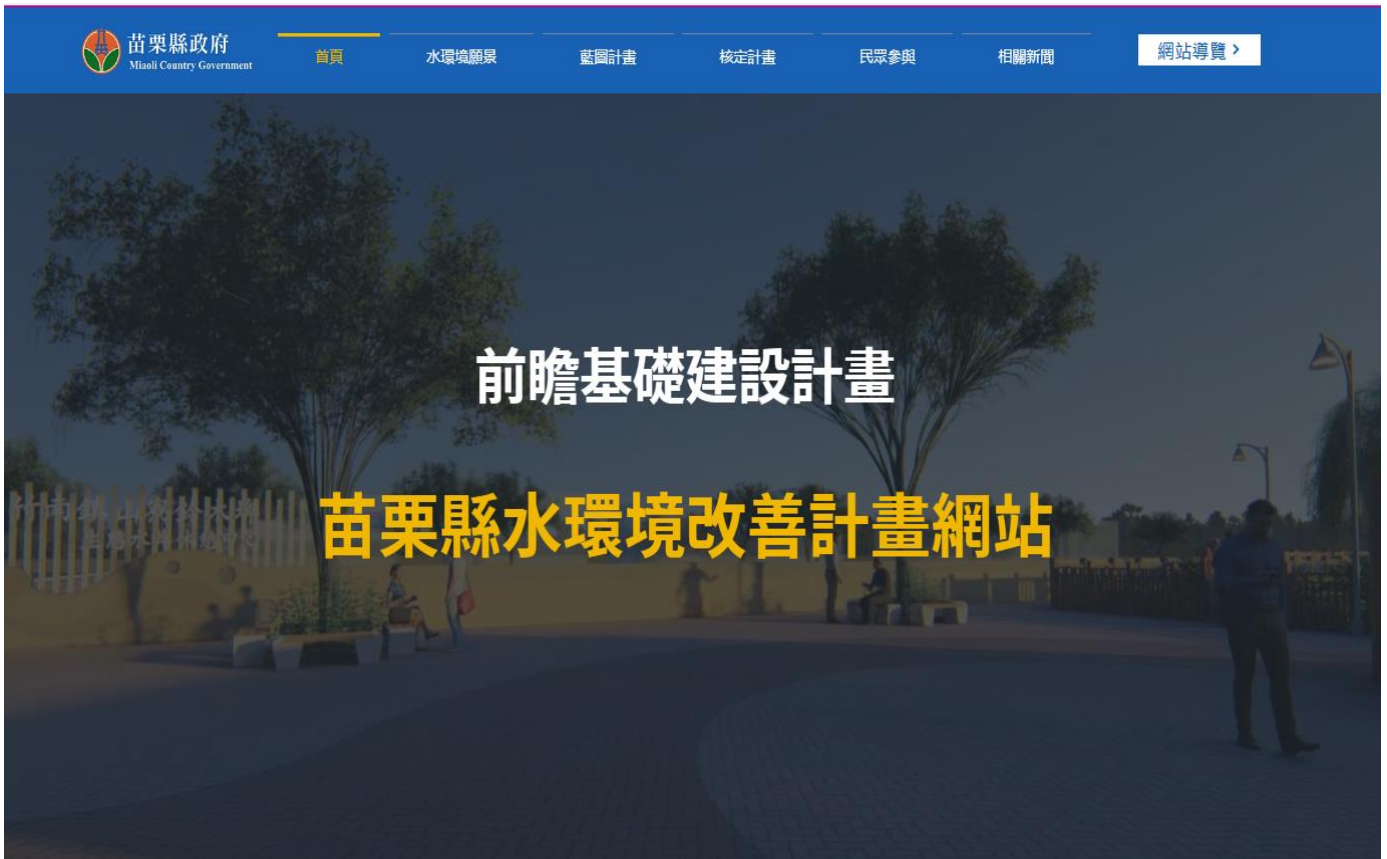 苗栗縣政府
Miaoli Country Government
首頁
水環境願景
藍圖計畫
核定計畫
民眾參與
相關新聞
網站導覽 >
前瞻基礎建設計畫
苗栗縣水環境改善計畫網站